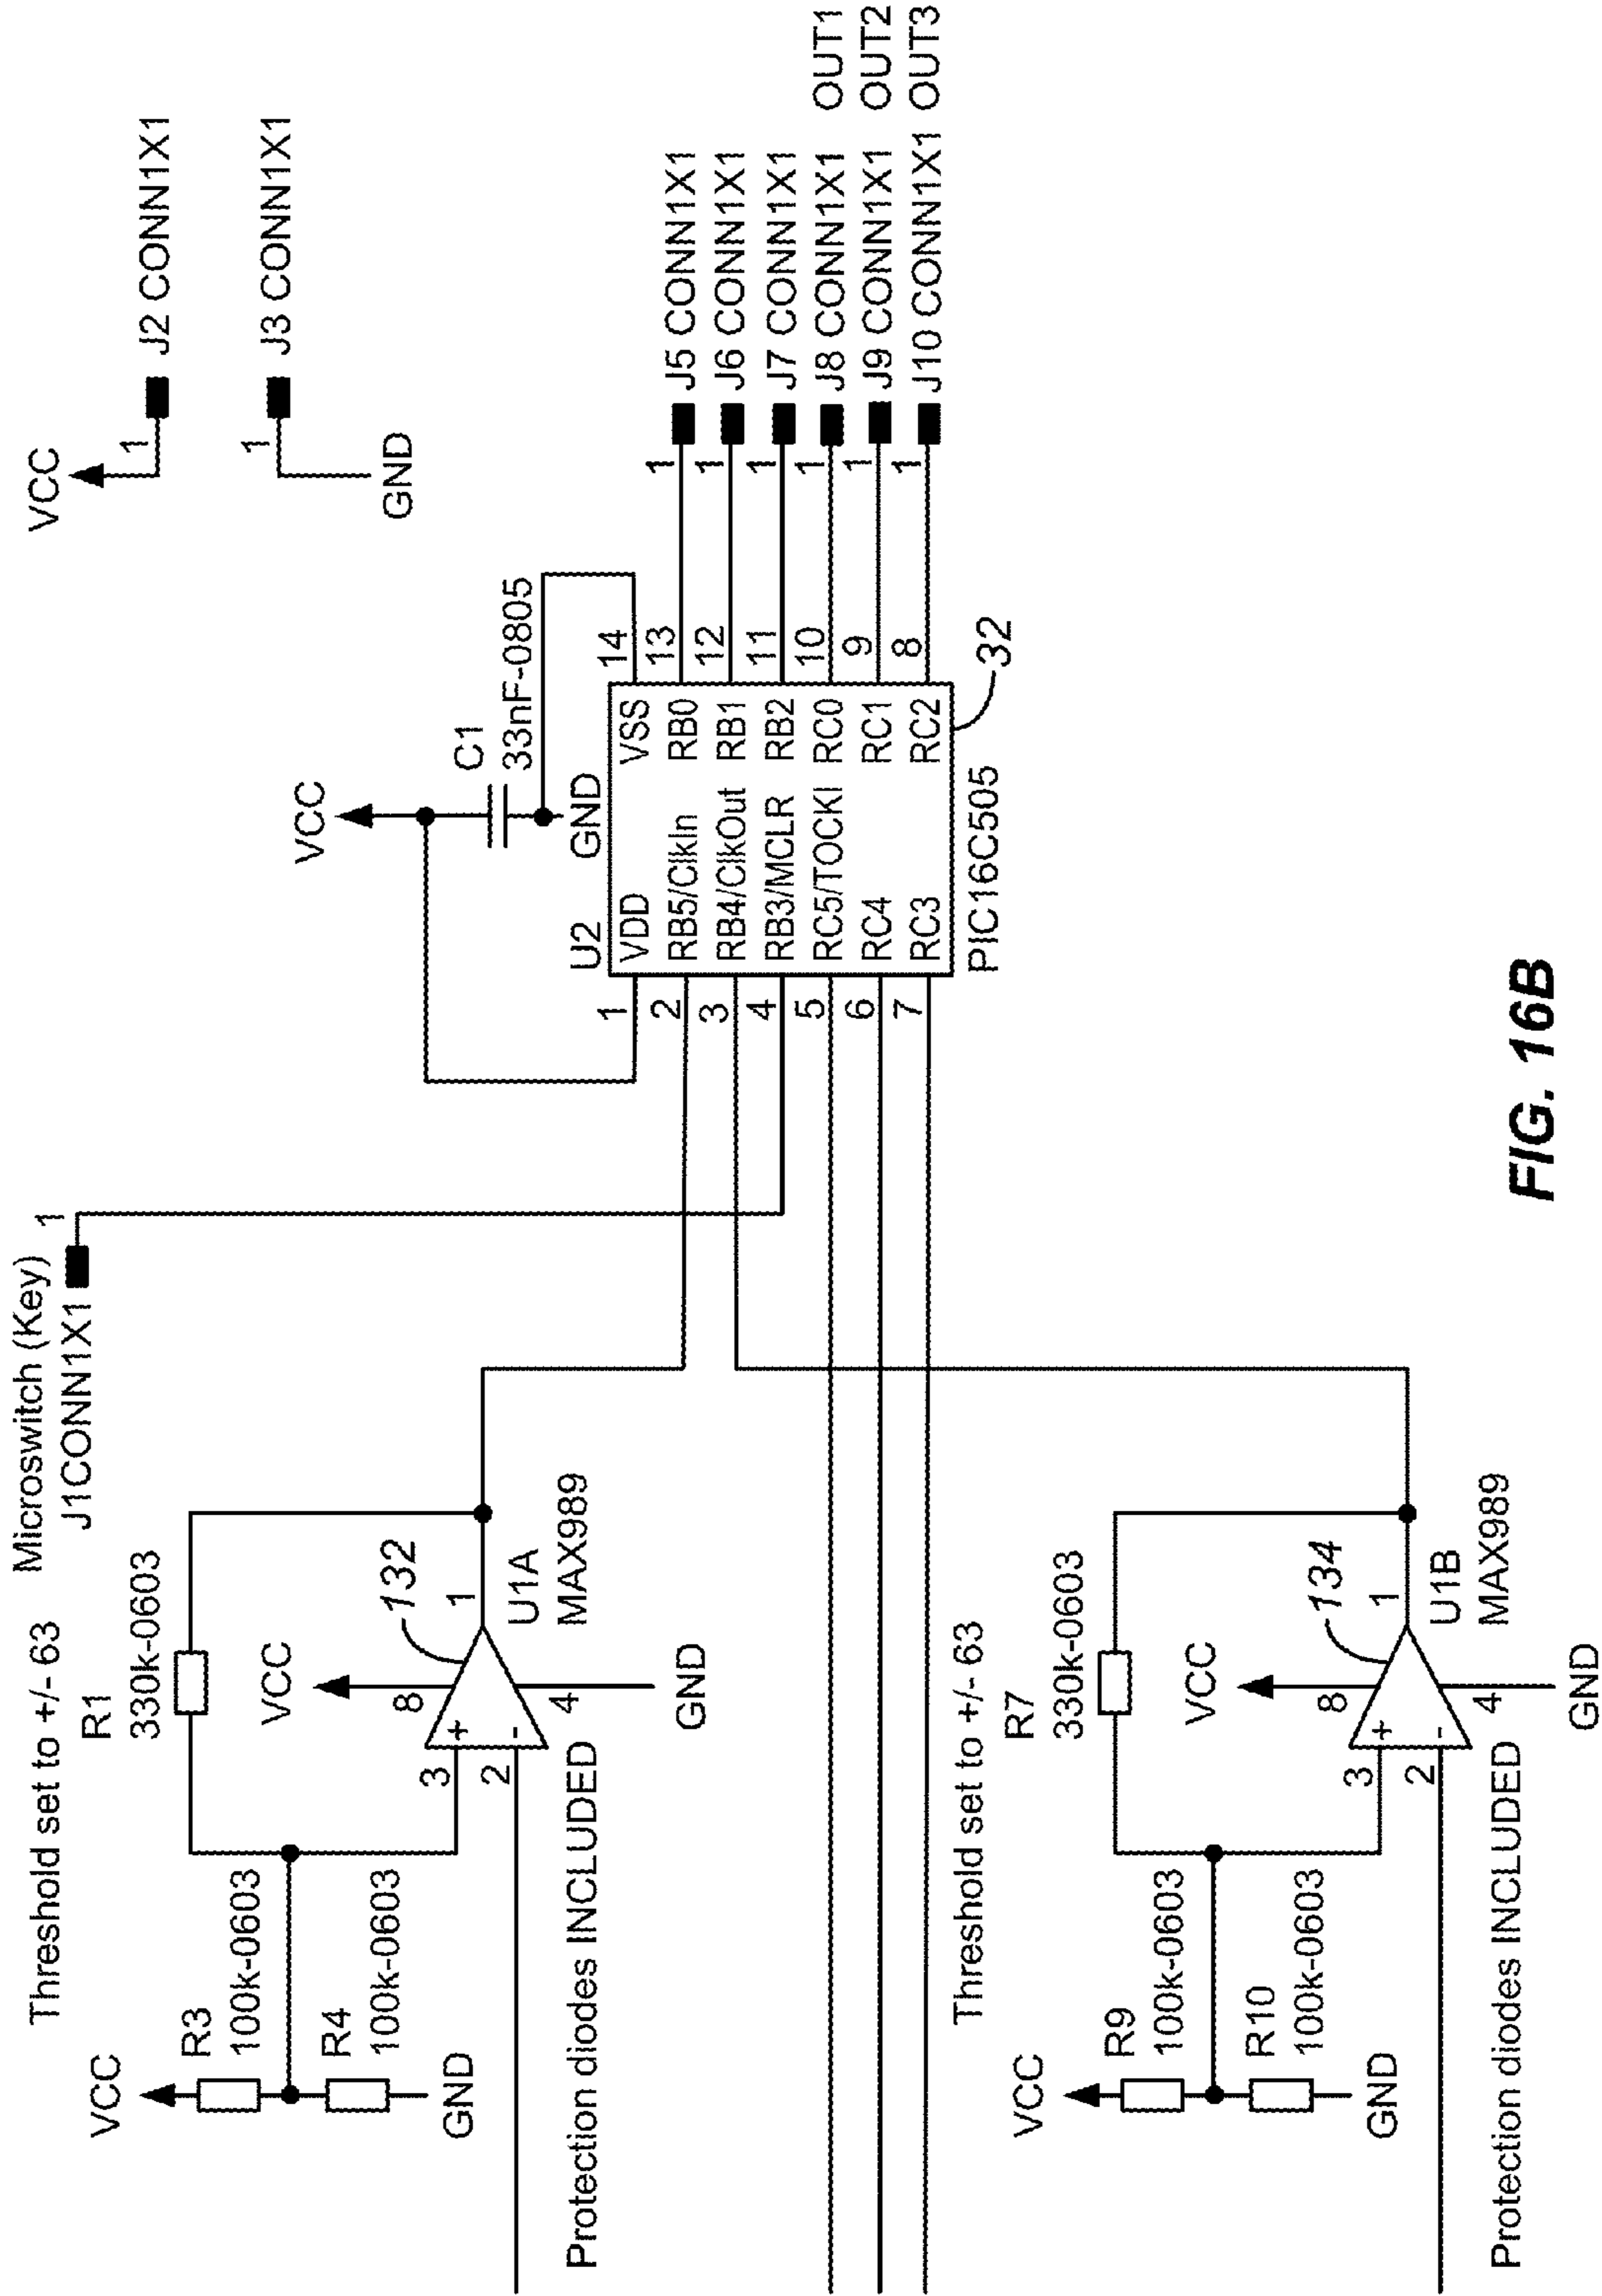 Threshold set to +/- 63
Microswitch (Key)
J1CONN1X1
1
VCC
R3
100k-0603
R4
100k-0603
GND
R1
330k-0603
VCC
8
132
3
+
2
-
4
1
U1A
MAX989
GND
Protection diodes INCLUDED
VCC
1
J2 CONN1X1
1
J3 CONN1X1
GND
VCC
C1
33nF-0805
GND
U2
1
VDD
VSS
14
2
RB5/ClkIn
RB0
13
1
J5 CONN1X1
3
RB4/ClkOut
RB1
12
1
J6 CONN1X1
4
RB3/MCLR
RB2
11
1
J7 CONN1X1
5
RC5/TOCKI
RC0
10
1
J8 CONN1X1
OUT1
6
RC4
RC1
9
1
J9 CONN1X1
OUT2
7
RC3
RC2
8
1
J10 CONN1X1
OUT3
PIC16C505
32
Threshold set to +/- 63
VCC
R9
100k-0603
R10
100k-0603
GND
R7
330k-0603
VCC
8
134
3
+
2
-
4
1
U1B
MAX989
GND
Protection diodes INCLUDED
FIG. 16B